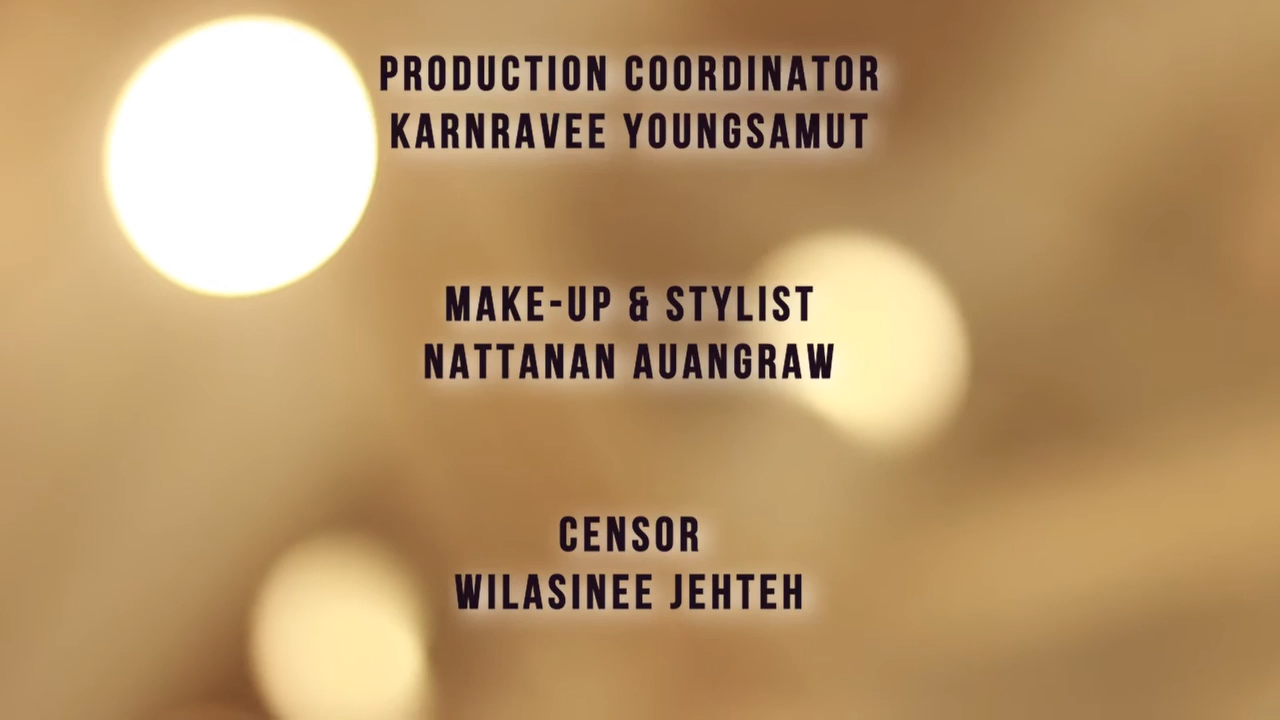 PRODUCTION COORDINATOR
KARNRAVEE YOUNGSAMUT
MAKE-UP & STYLIST
NATTANAN AUANGRAW
CENSOR
WILASINEE JEHTEH